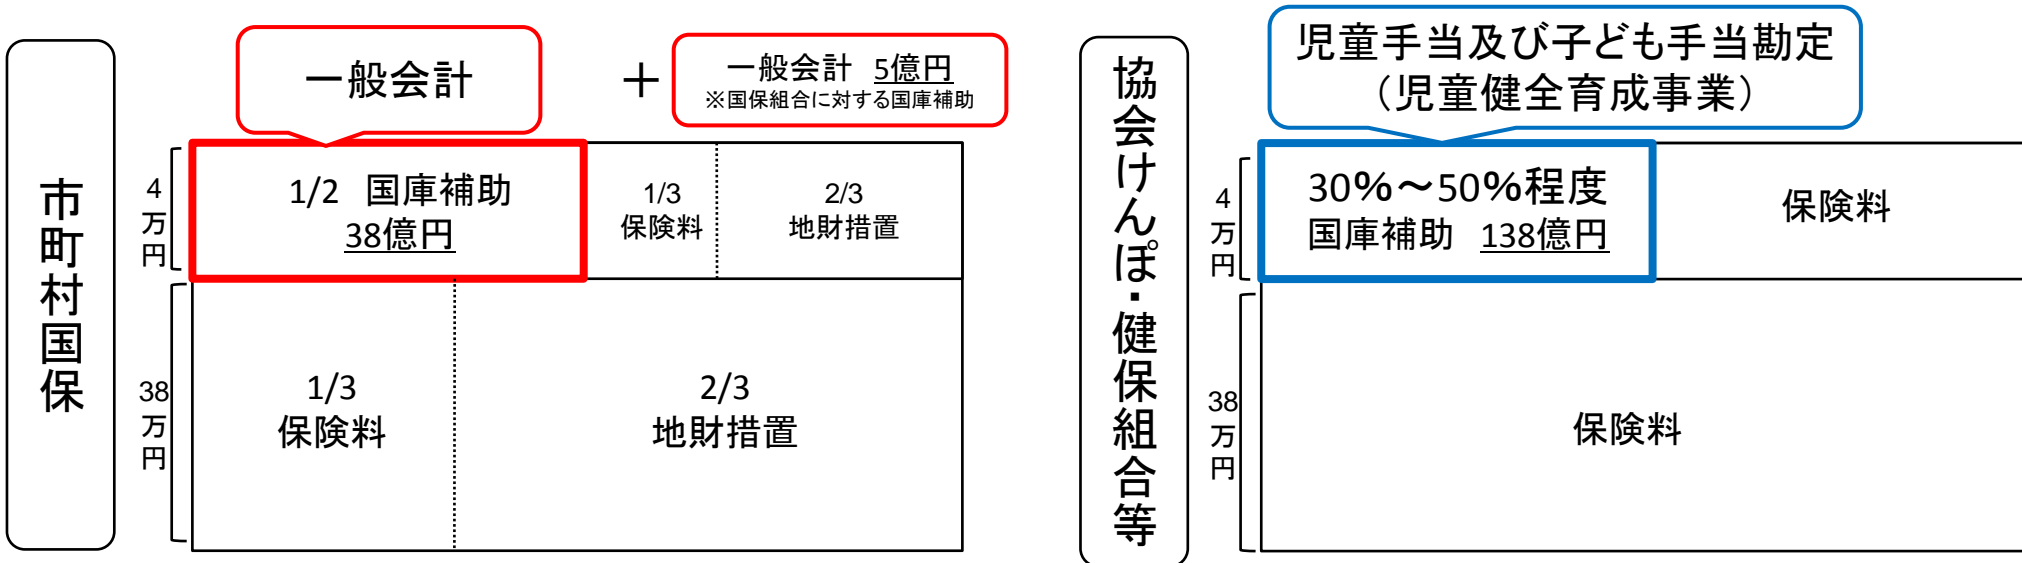 市町村国保
一般会計
＋
一般会計 5億円
※国保組合に対する国庫補助
4万円
1/2 国庫補助
38億円
1/3
保険料
2/3
地財措置
38万円
1/3
保険料
2/3
地財措置
協会けんぽ・健保組合等
児童手当及び子ども手当勘定
（児童健全育成事業）
4万円
30％～50％程度
国庫補助 138億円
保険料
38万円
保険料